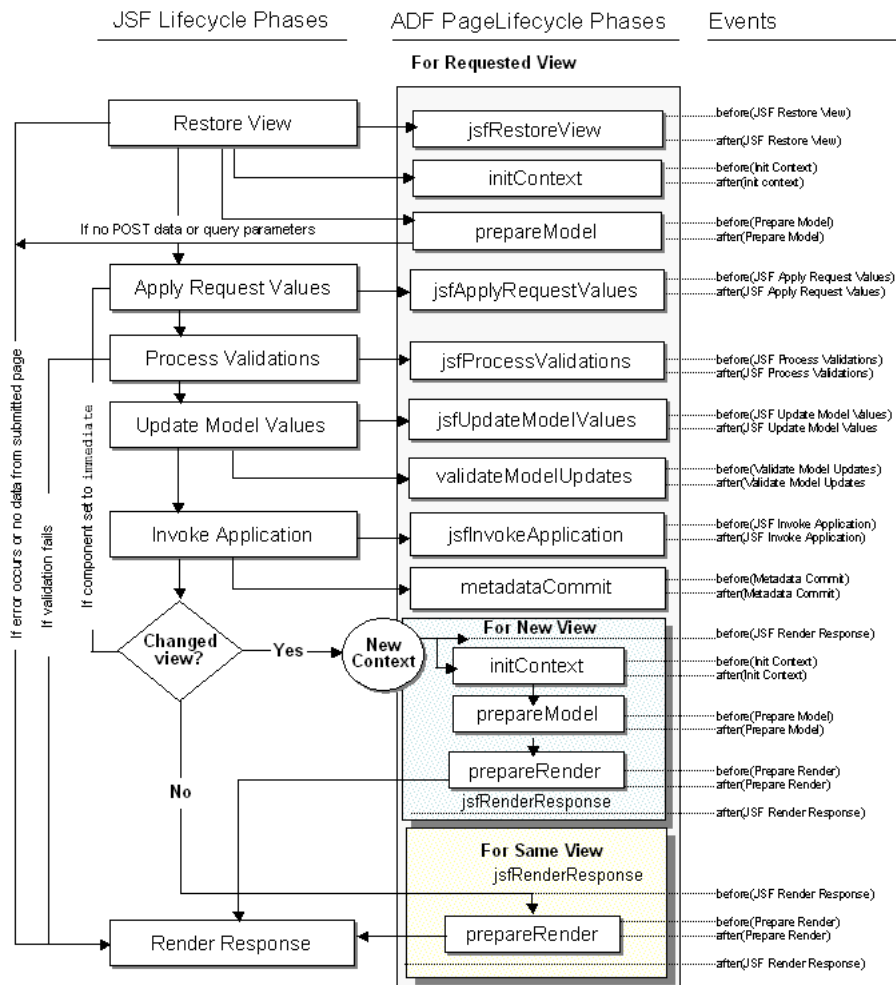 JSF Lifecycle Phases
ADF PageLifecycle Phases
Events
For Requested View
Restore View
jsfRestoreView
before(JSF Restore View)
after(JSF Restore View)
initContext
before(Init Context)
after(init context)
If no POST data or query parameters
prepareModel
before(Prepare Model)
after(Prepare Model)
Apply Request Values
jsfApplyRequestValues
before(JSF Apply Request Values)
after(JSF Apply Request Values)
Process Validations
jsfProcessValidations
before(JSF Process Validations)
after(JSF Process Validations)
Update Model Values
jsfUpdateModelValues
before(JSF Update Model Values)
after(JSF Update Model Values
validateModelUpdates
before(Validate Model Updates)
after(Validate Model Updates
Invoke Application
jsfInvokeApplication
before(JSF Invoke Application)
after(JSF Invoke Application)
metadataCommit
before(Metadata Commit)
after(Metadata Commit)
If error occurs or no data from submitted page
If validation fails
If component set to immediate
Changed view?
Yes
New Context
For New View
before(JSF Render Response)
initContext
before(Init Context)
after(Init Context)
prepareModel
before(Prepare Model)
after(Prepare Model)
prepareRender
before(Prepare Render)
after(Prepare Render)
jsfRenderResponse
after(JSF Render Response)
No
For Same View
jsfRenderResponse
before(JSF Render Response)
Render Response
prepareRender
before(Prepare Render)
after(Prepare Render)
after(JSF Render Response)